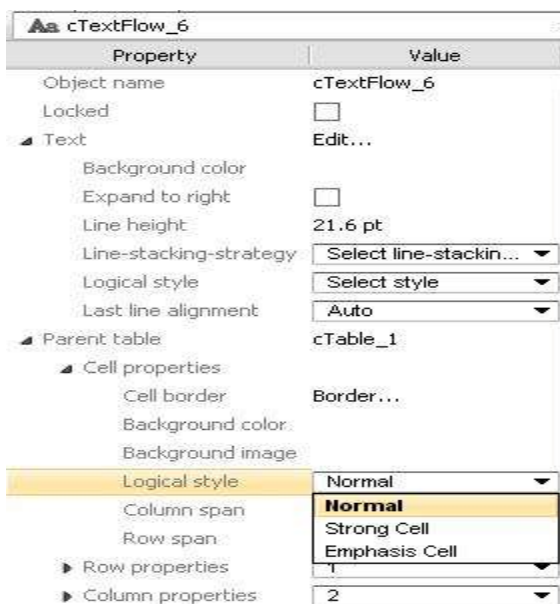 Aa cTextFlow_6
Property Value
Object name cTextFlow_6
Locked
Text Edit...
Background color
Expand to right
Line height 21.6 pt
Line-stacking-strategy Select line-stackin...
Logical style Select style
Last line alignment Auto
Parent table cTable_1
Cell properties
Cell border Border...
Background color
Background image
Logical style Normal
Column span Normal
Strong Cell
Row span Emphasis Cell
Row properties 1
Column properties 2